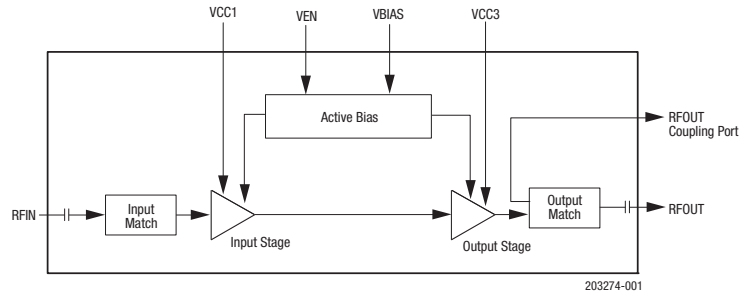 VCC1
VEN
VBIAS
VCC3
Active Bias
RFOUT
Coupling Port
RFIN
Input
Match
Input Stage
Output Stage
Output
Match
RFOUT
203274-001